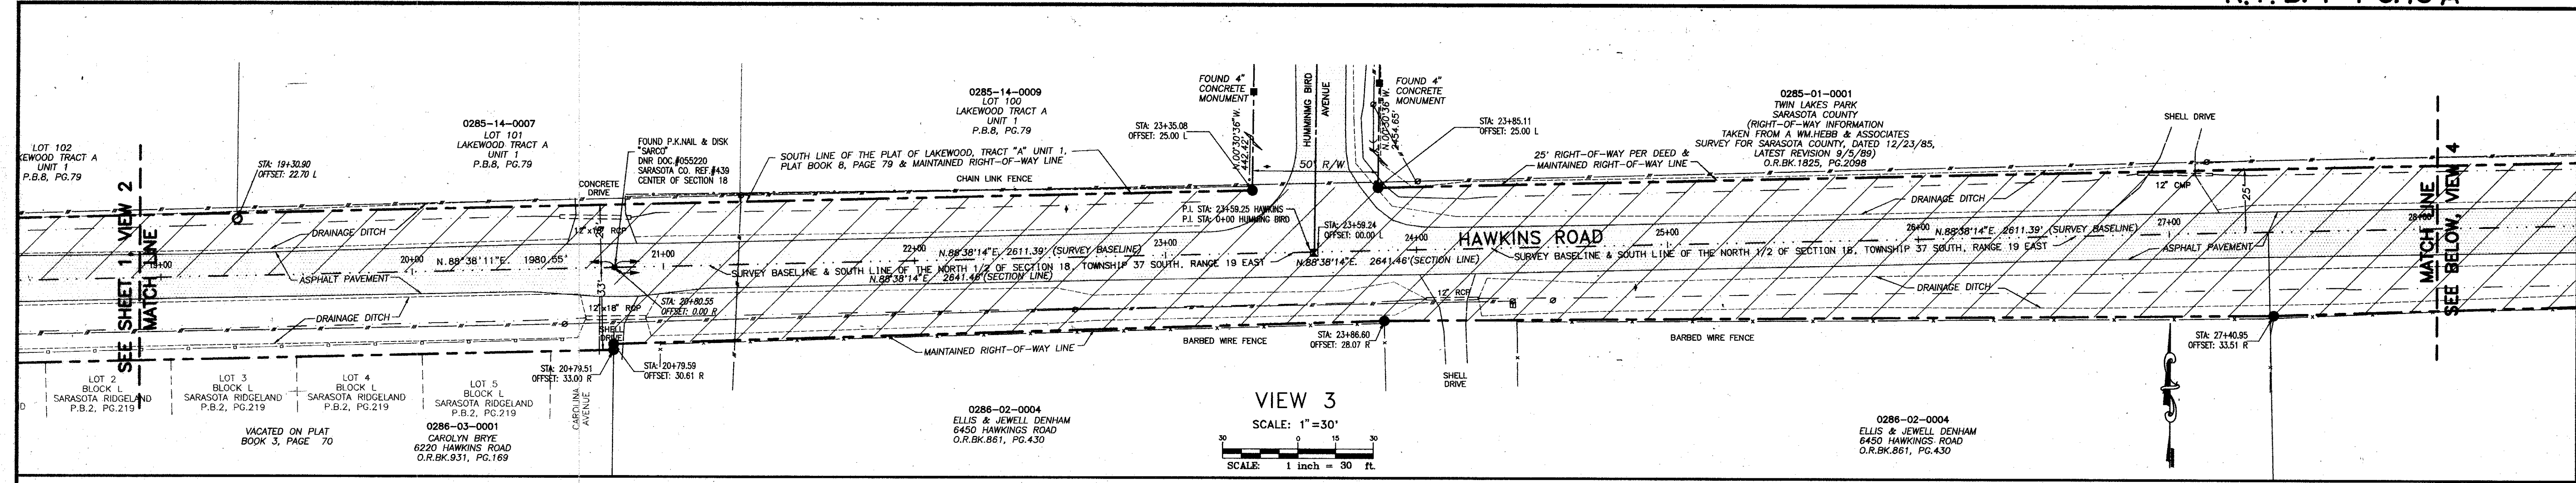 SEE SHEET 1, VIEW 2
MATCH LINE
LOT 102
KEWOOD TRACT A
UNIT 1
P.B.8, PG.79
STA: 19+30.90
OFFSET: 22.70 L
0285-14-0007
LOT 101
LAKEWOOD TRACT A
UNIT 1
P.B.8, PG.79
CONCRETE
DRIVE
FOUND P.K.NAIL & DISK
"SARCO"
DNR DOC.#055220
SARASOTA CO. REF.#439
CENTER OF SECTION 18
SOUTH LINE OF THE PLAT OF LAKEWOOD, TRACT "A" UNIT 1,
PLAT BOOK 8, PAGE 79 & MAINTAINED RIGHT-OF-WAY LINE
0285-14-0009
LOT 100
LAKEWOOD TRACT A
UNIT 1
P.B.8, PG.79
CHAIN LINK FENCE
STA: 23+35.08
OFFSET: 25.00 L
FOUND 4"
CONCRETE
MONUMENT
N.00°30'36"W.
442.42'
HUMMINMG BIRD
AVENUE
50' R/W
FOUND 4"
CONCRETE
MONUMENT
N.00°30'36"W.
2454.65'
STA: 23+85.11
OFFSET: 25.00 L
25' RIGHT-OF-WAY PER DEED &
MAINTAINED RIGHT-OF-WAY LINE
0285-01-0001
TWIN LAKES PARK
SARASOTA COUNTY
(RIGHT-OF-WAY INFORMATION
TAKEN FROM A WM.HEBB & ASSOCIATES
SURVEY FOR SARASOTA COUNTY, DATED 12/23/85,
LATEST REVISION 9/5/89)
O.R.BK.1825, PG.2098
SHELL DRIVE
12" CMP
25'
MATCH LINE
SEE BELOW, VIEW 4
DRAINAGE DITCH
12"x18" RCP
P.I. STA: 23+59.25 HAWKINS
P.I. STA: 0+00 HUMMING BIRD
STA: 23+59.24
OFFSET: 00.00 L
HAWKINS ROAD
DRAINAGE DITCH
19+00
20+00
21+00
22+00
23+00
24+00
25+00
26+00
27+00
28+00
N.88°38'11"E. 1980.55'
N.88°38'14"E. 2611.39' (SURVEY BASELINE)
SURVEY BASELINE & SOUTH LINE OF THE NORTH 1/2 OF SECTION 18, TOWNSHIP 37 SOUTH, RANGE 19 EAST
N.88°38'14"E. 2641.46'(SECTION LINE)
N.88°38'14"E. 2641.46'(SECTION LINE)
N.88°38'14"E. 2611.39' (SURVEY BASELINE)
SURVEY BASELINE & SOUTH LINE OF THE NORTH 1/2 OF SECTION 18, TOWNSHIP 37 SOUTH, RANGE 19 EAST
ASPHALT PAVEMENT
ASPHALT PAVEMENT
33'
STA: 20+80.55
OFFSET: 0.00 R
12"x18" RCP
DRAINAGE DITCH
SHELL
DRIVE
12" RCP
DRAINAGE DITCH
STA: 20+79.51
OFFSET: 33.00 R
STA: 20+79.59
OFFSET: 30.61 R
MAINTAINED RIGHT-OF-WAY LINE
BARBED WIRE FENCE
STA: 23+86.60
OFFSET: 28.07 R
SHELL
DRIVE
BARBED WIRE FENCE
STA: 27+40.95
OFFSET: 33.51 R
LOT 2
BLOCK L
SARASOTA RIDGELAND
P.B.2, PG.219
LOT 3
BLOCK L
SARASOTA RIDGELAND
P.B.2, PG.219
LOT 4
BLOCK L
SARASOTA RIDGELAND
P.B.2, PG.219
LOT 5
BLOCK L
SARASOTA RIDGELAND
P.B.2, PG.219
CAROLINA
AVENUE
VACATED ON PLAT
BOOK 3, PAGE 70
0286-03-0001
CAROLYN BRYE
6220 HAWKINS ROAD
O.R.BK.931, PG.169
0286-02-0004
ELLIS & JEWELL DENHAM
6450 HAWKINGS ROAD
O.R.BK.861, PG.430
VIEW 3
SCALE: 1"=30'
30 0 15 30
SCALE: 1 inch = 30 ft.
0286-02-0004
ELLIS & JEWELL DENHAM
6450 HAWKINGS ROAD
O.R.BK.861, PG.430